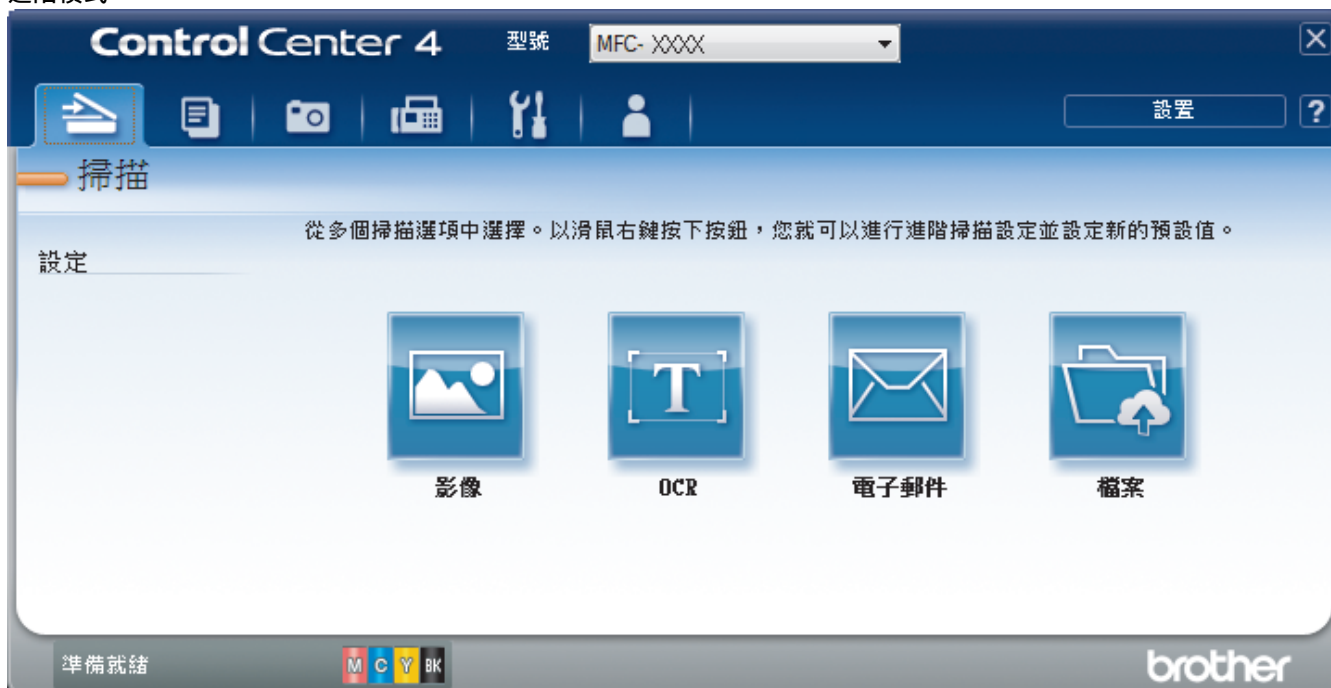 Control Center 4 型號 MFC- XXXX
設置 ?
掃描
從多個掃描選項中選擇。以滑鼠右鍵按下按鈕,您就可以進行進階掃描設定並設定新的預設值。
設定
T
影像 OCR 電子郵件 檔案
準備就緒 M C Y BK brother